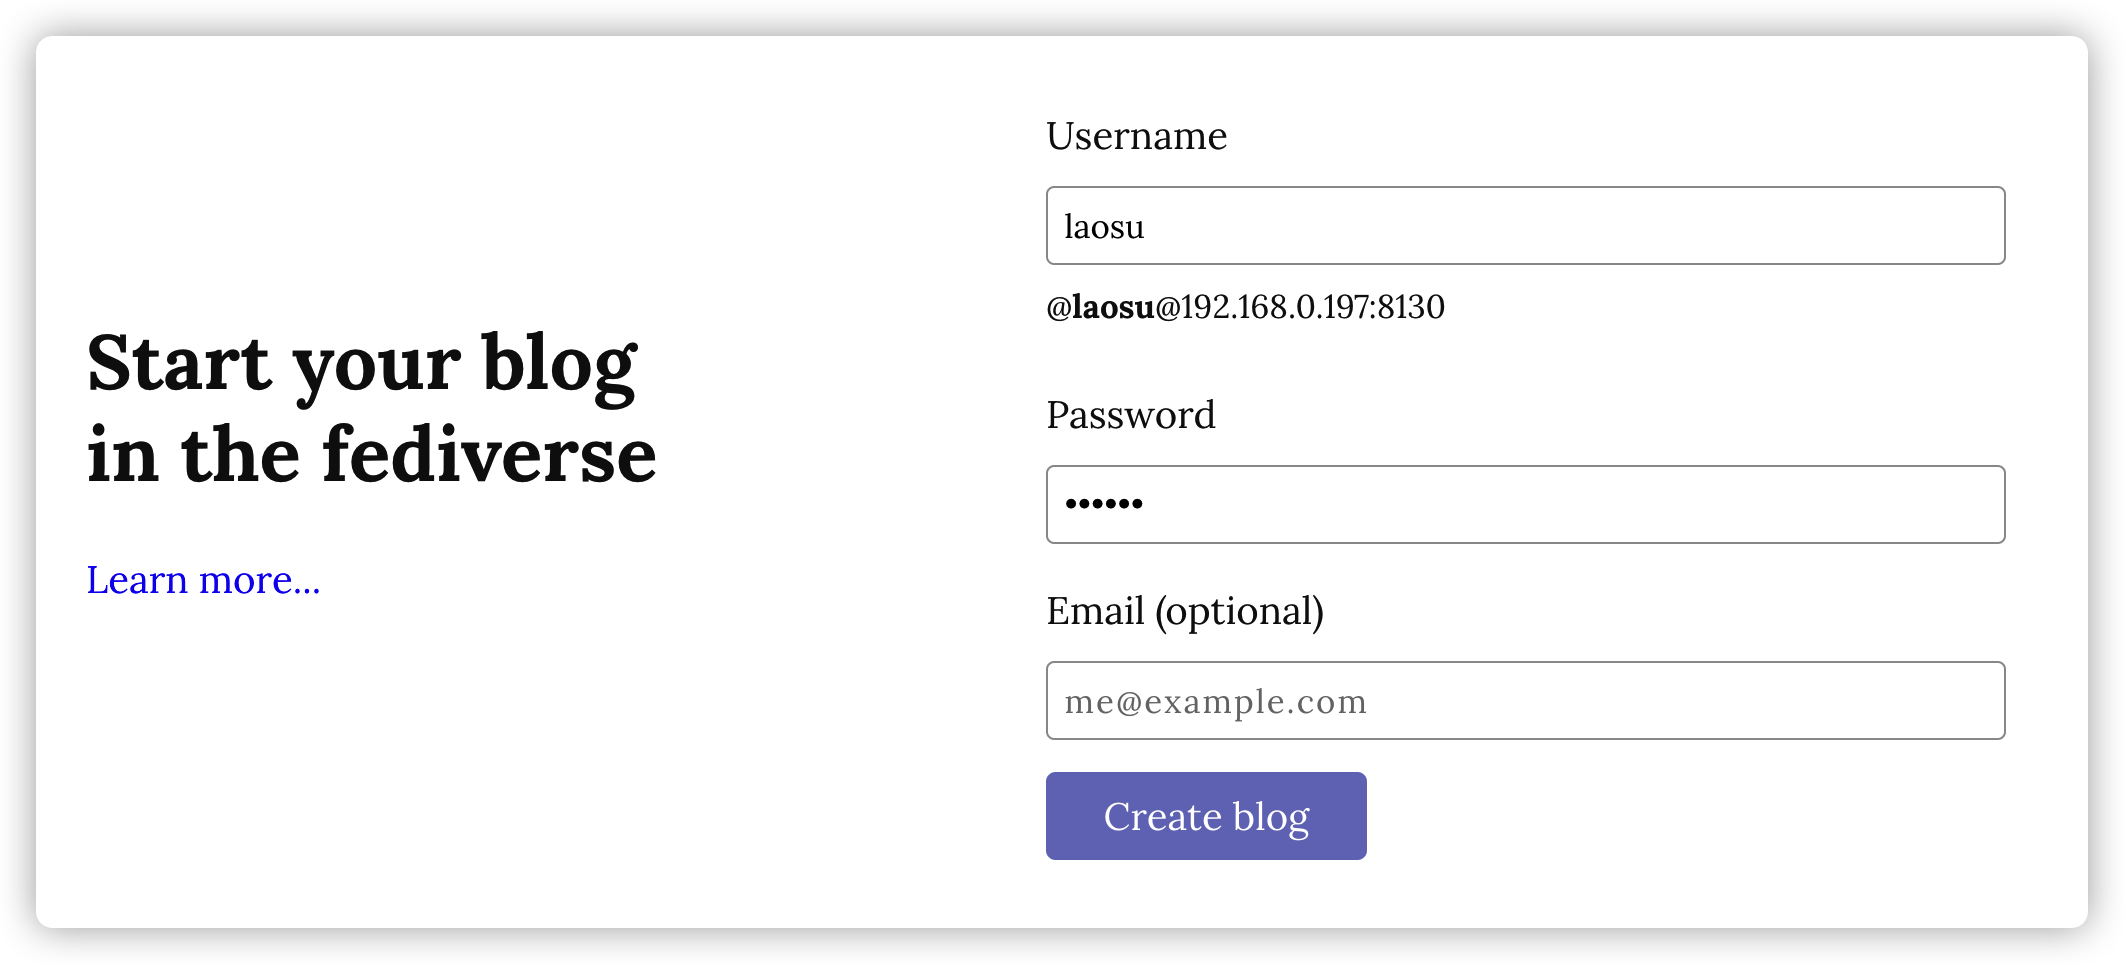 Start your blog
in the fediverse
Learn more...
Username
laosu
@laosu@192.168.0.197:8130
Password
••••••
Email (optional)
me@example.com
Create blog